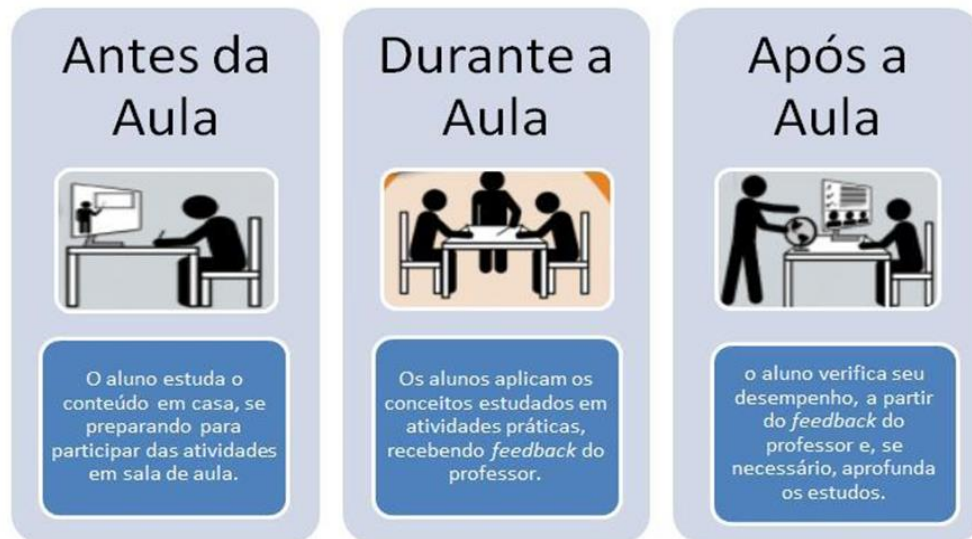 Antes da
Aula
O aluno estuda o
conteúdo em casa, se
preparando para
participar das atividades
em sala de aula.
Durante a
Aula
Os alunos aplicam os
conceitos estudados em
atividades práticas,
recebendo feedback do
professor.
Após a
Aula
o aluno verifica seu
desempenho, a partir
do feedback do
professor e, se
necessário, aprofunda
os estudos.